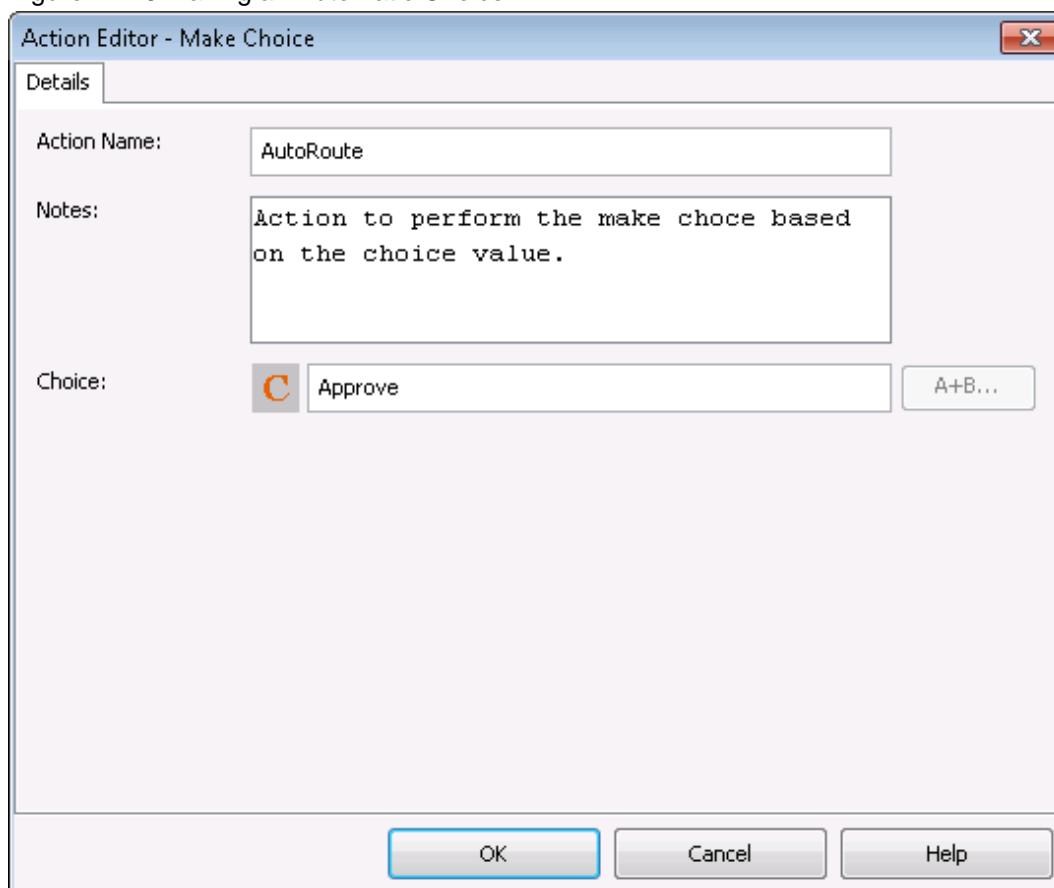 Action Editor - Make Choice
Details
Action Name:
AutoRoute
Notes:
Action to perform the make choce based
on the choice value.
Choice:
C
Approve
A+B...
OK
Cancel
Help